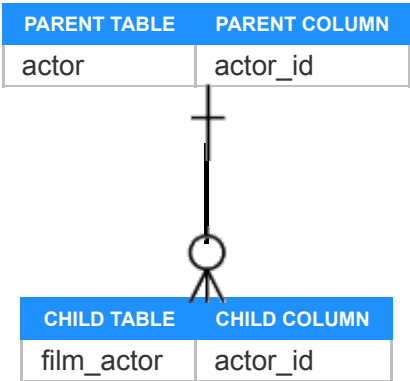 PARENT TABLE PARENT COLUMN
actor actor_id
CHILD TABLE CHILD COLUMN
film_actor actor_id